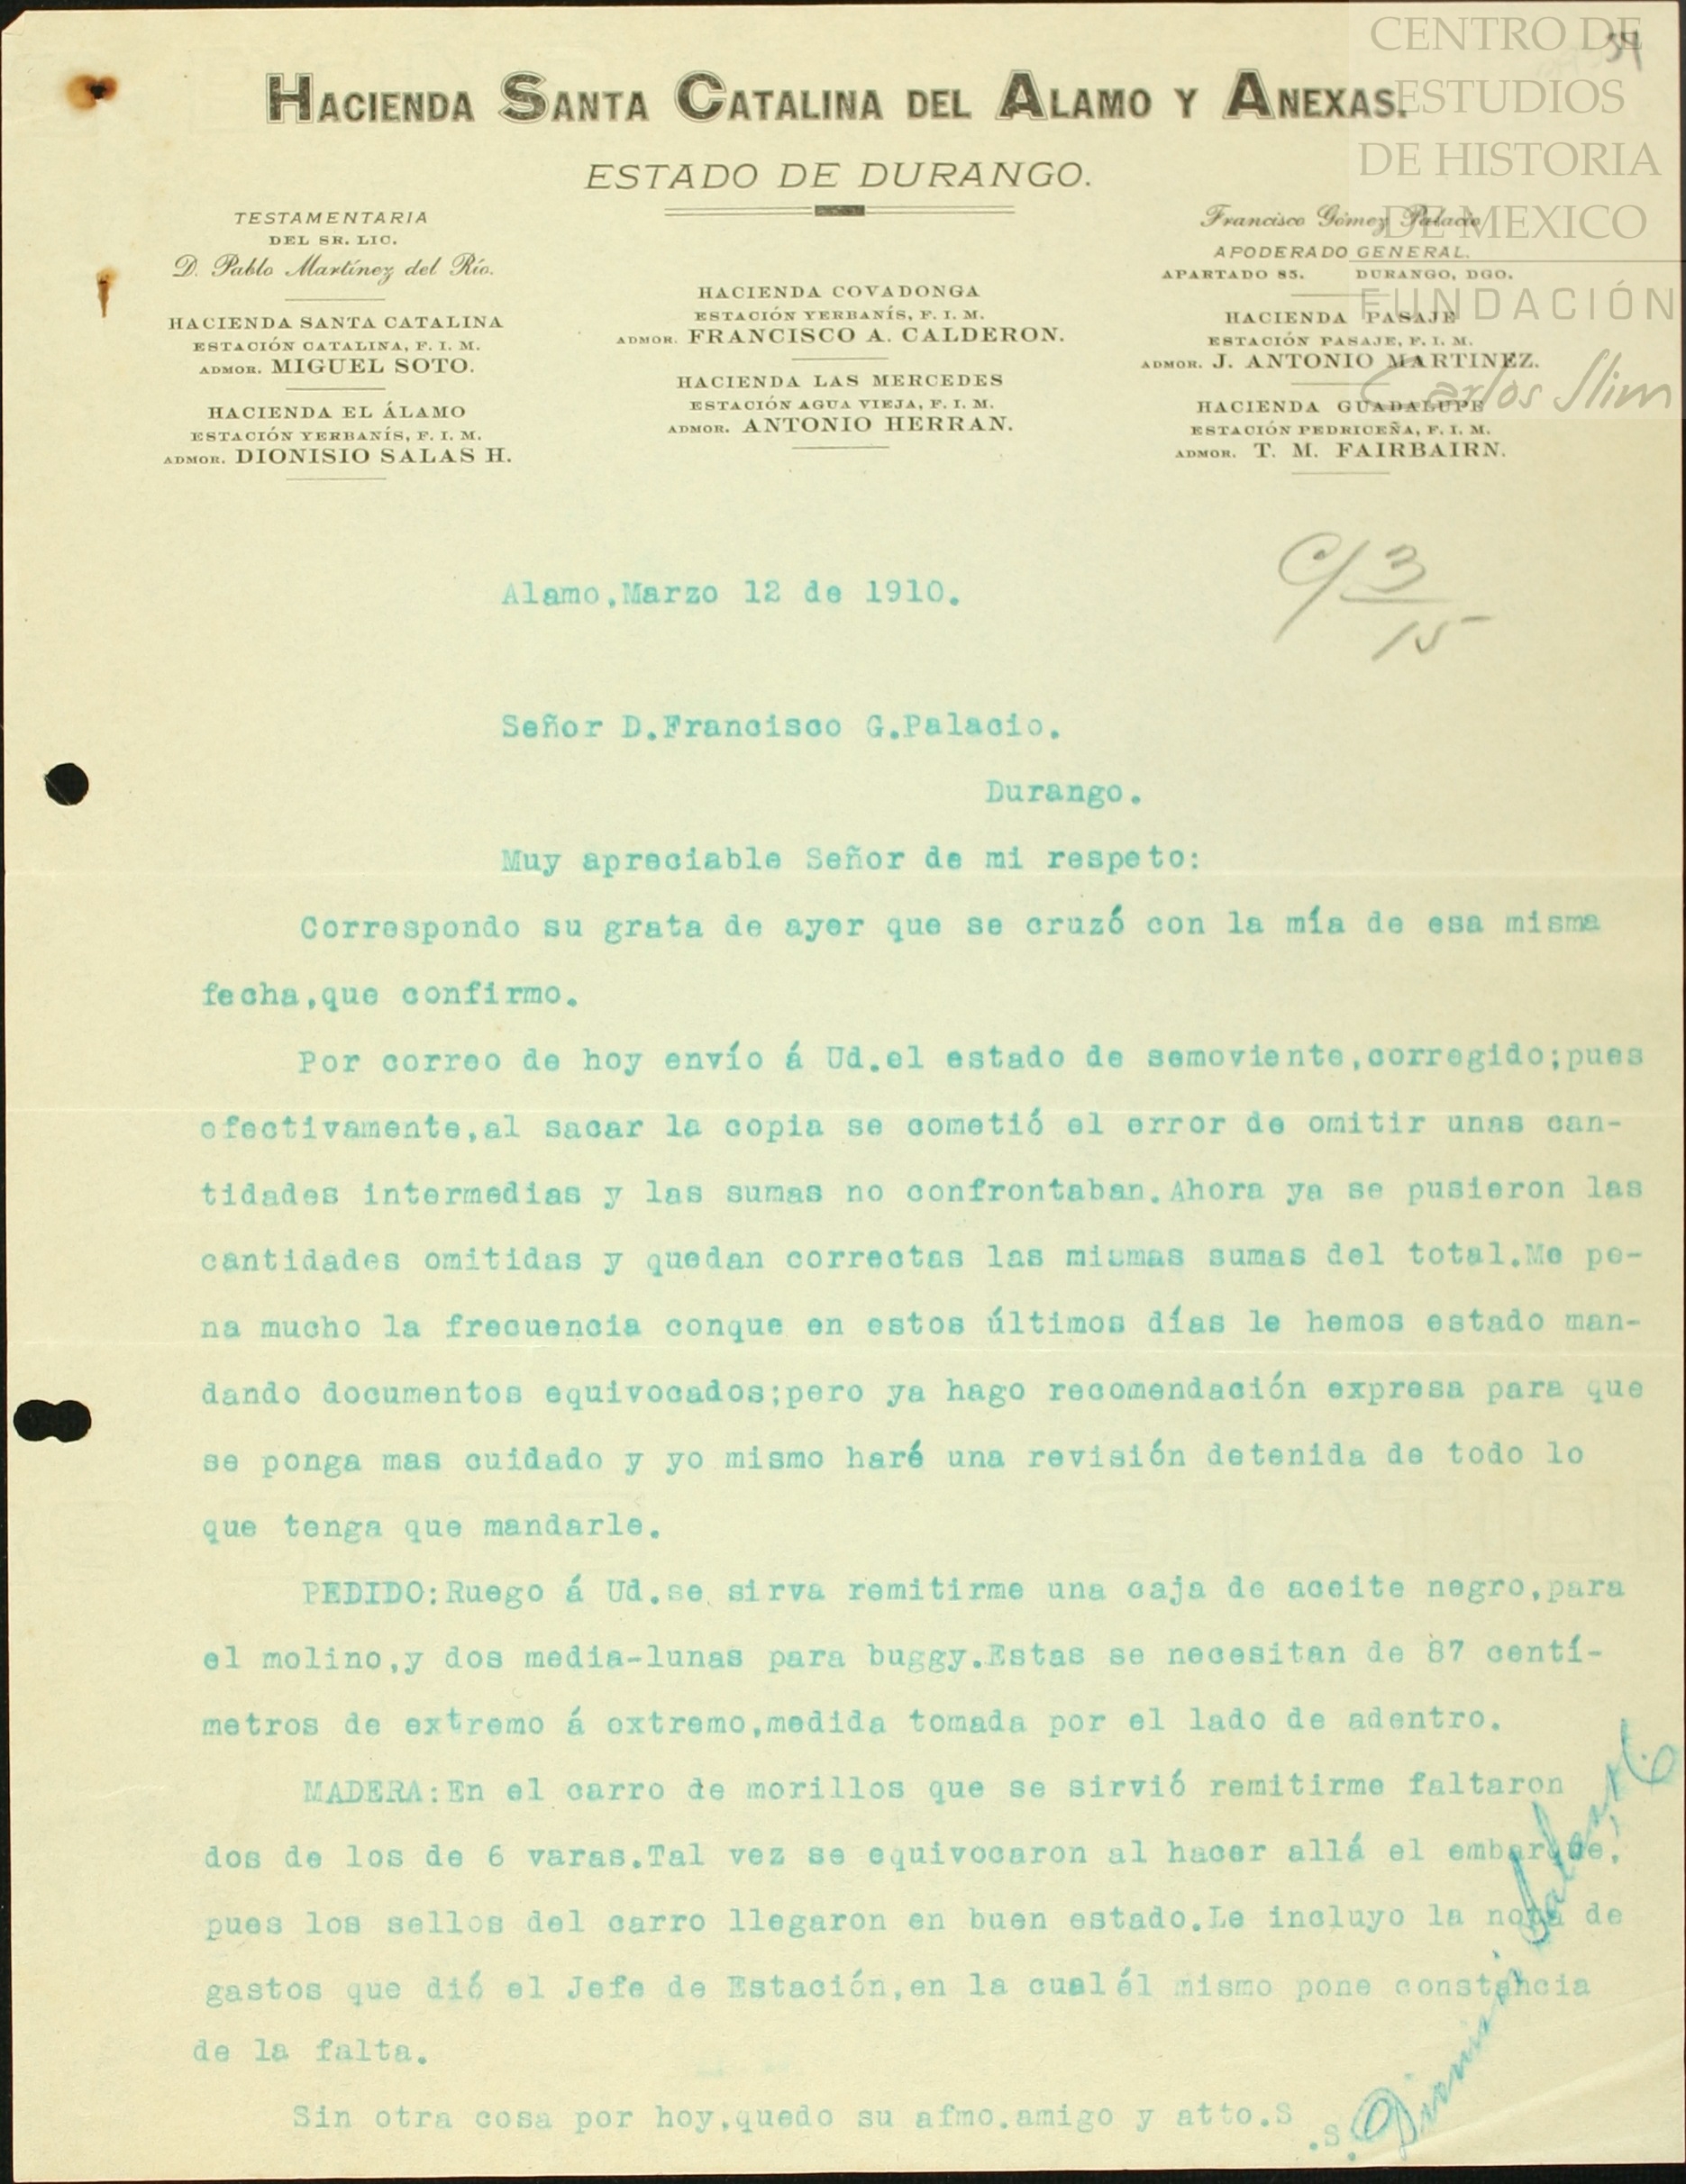 CENTRO DE
ESTUDIOS
DE HISTORIA
DE MEXICO
FUNDACIÓN
Carlos Slim
HACIENDA SANTA CATALINA DEL ALAMO Y ANEXAS.
ESTADO DE DURANGO.
TESTAMENTARIA
DEL SR. LIC.
D. Pablo Martínez del Río.
HACIENDA SANTA CATALINA
ESTACIÓN CATALINA, F. I. M.
ADMOR. MIGUEL SOTO.
HACIENDA EL ÁLAMO
ESTACIÓN YERBANÍS, F. I. M.
ADMOR. DIONISIO SALAS H.
HACIENDA COVADONGA
ESTACIÓN YERBANÍS, F. I. M.
ADMOR. FRANCISCO A. CALDERON.
HACIENDA LAS MERCEDES
ESTACIÓN AGUA VIEJA, F. I. M.
ADMOR. ANTONIO HERRAN.
Francisco Gómez Palacio
APODERADO GENERAL.
APARTADO 85. DURANGO, DGO.
HACIENDA PASAJE
ESTACIÓN PASAJE, F. I. M.
ADMOR. J. ANTONIO MARTINEZ.
HACIENDA GUADALUPE
ESTACIÓN PEDRICEÑA, F. I. M.
ADMOR. T. M. FAIRBAIRN.
C/ 3
15
Alamo,Marzo 12 de 1910.
Señor D.Francisco G.Palacio.
Durango.
Muy apreciable Señor de mi respeto:
Correspondo su grata de ayer que se cruzó con la mía de esa misma
fecha,que confirmo.
Por correo de hoy envío á Ud.el estado de semoviente,corregido;pues
efectivamente,al sacar la copia se cometió el error de omitir unas can-
tidades intermedias y las sumas no confrontaban.Ahora ya se pusieron las
cantidades omitidas y quedan correctas las mismas sumas del total.Me pe-
na mucho la frecuencia conque en estos últimos días le hemos estado man-
dando documentos equivocados;pero ya hago recomendación expresa para que
se ponga mas cuidado y yo mismo haré una revisión detenida de todo lo
que tenga que mandarle.
PEDIDO:Ruego á Ud.se sirva remitirme una caja de aceite negro,para
el molino,y dos media-lunas para buggy.Estas se necesitan de 87 centí-
metros de extremo á extremo,medida tomada por el lado de adentro.
MADERA:En el carro de morillos que se sirvió remitirme faltaron
dos de los de 6 varas.Tal vez se equivocaron al hacer allá el embarque,
pues los sellos del carro llegaron en buen estado.Le incluyo la nota de
gastos que dió el Jefe de Estación,en la cual él mismo pone constancia
de la falta.
Sin otra cosa por hoy,quedo su afmo.amigo y atto.S
.S.
Dionisio Salas H